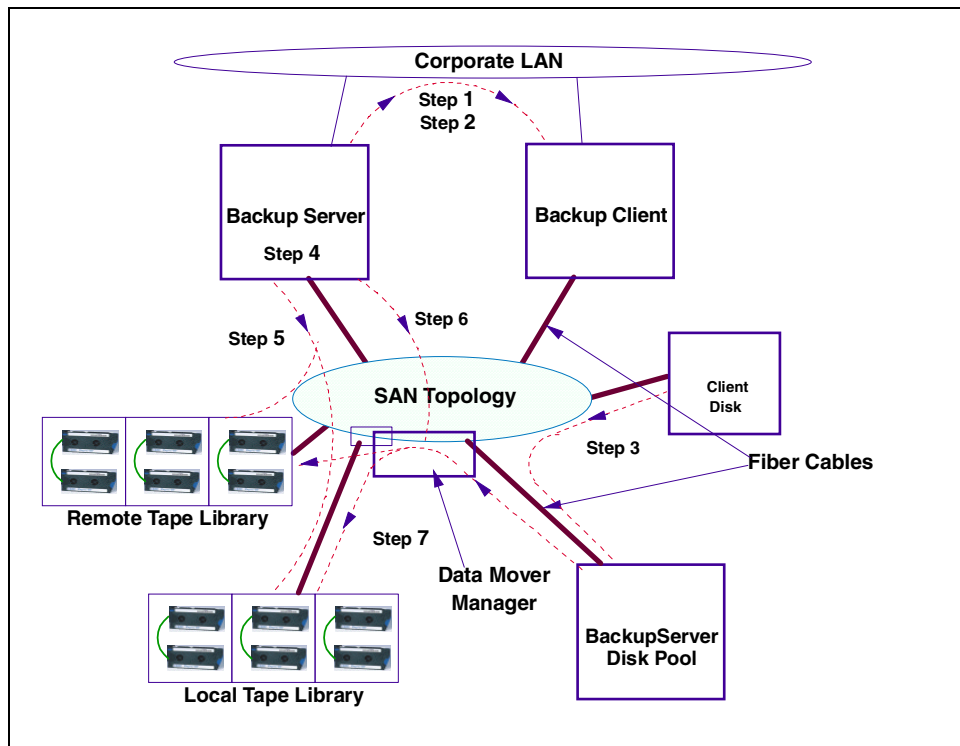 Corporate LAN
Step 1
Step 2
Backup Server
Step 4
Backup Client
Step 5
Step 6
SAN Topology
Client
Disk
Step 3
Fiber Cables
Remote Tape Library
Step 7
Data Mover
Manager
BackupServer
Disk Pool
Local Tape Library